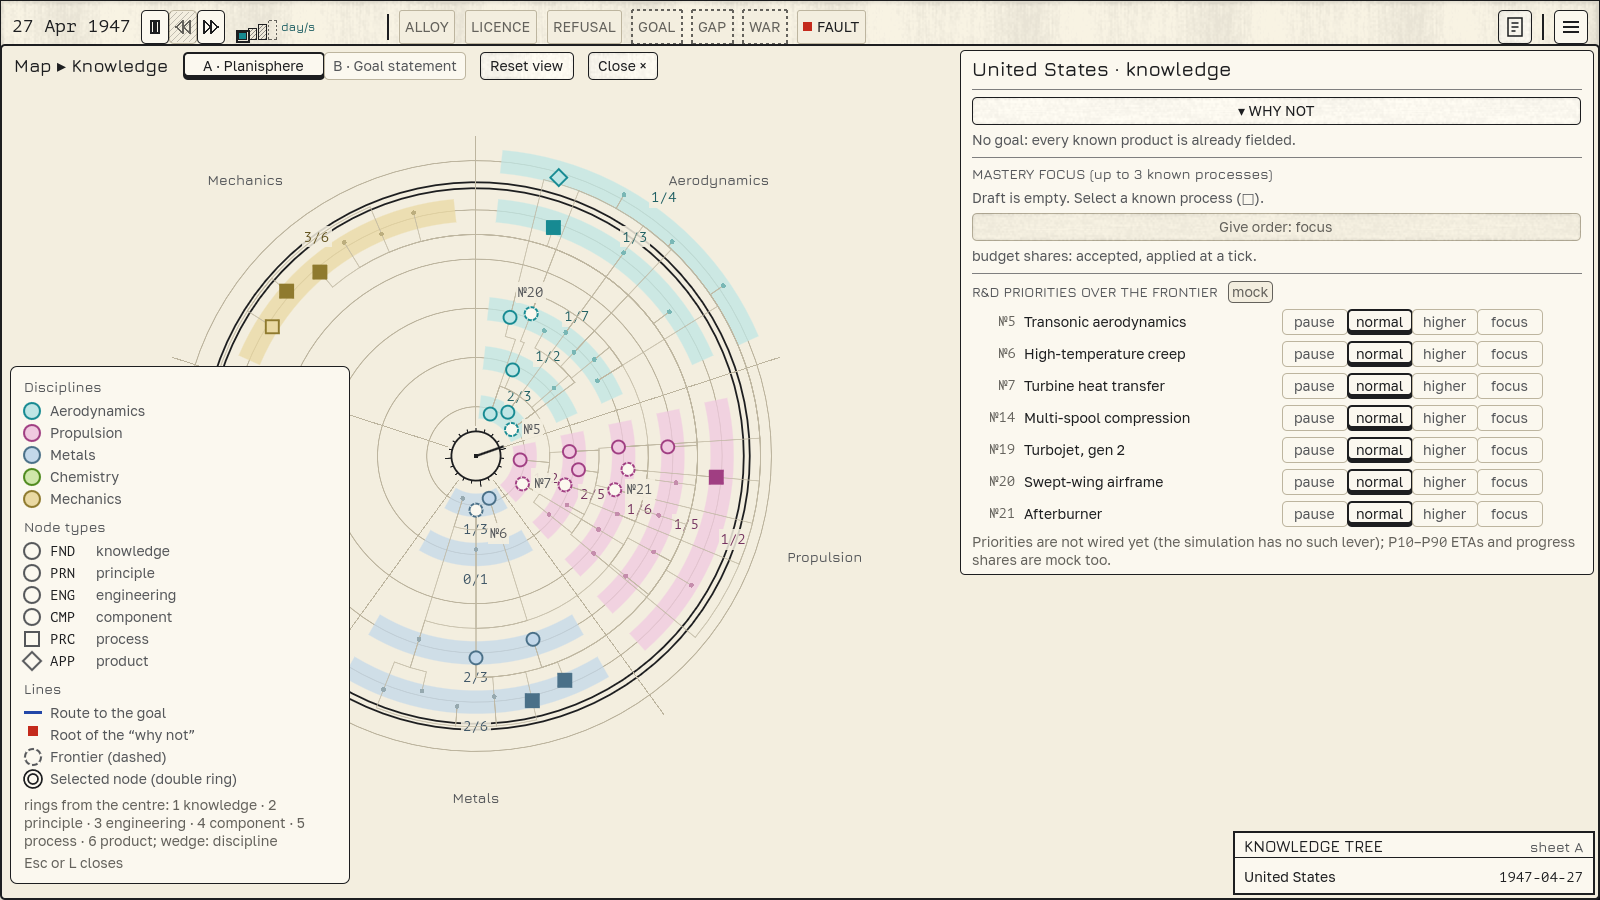 27 Apr 1947
day/s
ALLOY
LICENCE
REFUSAL
GOAL
GAP
WAR
FAULT
Map ▸ Knowledge
A · Planisphere
B · Goal statement
Reset view
Close ×
Mechanics
Aerodynamics
1/4
3/6
1/3
№20
1/7
1/2
2/3
№5
№7
2/5
№21
1/6
1/5
1/2
1/3
№6
0/1
Propulsion
2/3
2/6
Metals
Disciplines
Aerodynamics
Propulsion
Metals
Chemistry
Mechanics
Node types
FND knowledge
PRN principle
ENG engineering
CMP component
PRC process
APP product
Lines
Route to the goal
Root of the “why not”
Frontier (dashed)
Selected node (double ring)
rings from the centre: 1 knowledge · 2
principle · 3 engineering · 4 component · 5
process · 6 product; wedge: discipline
Esc or L closes
United States · knowledge
▾ WHY NOT
No goal: every known product is already fielded.
MASTERY FOCUS (up to 3 known processes)
Draft is empty. Select a known process (□).
Give order: focus
budget shares: accepted, applied at a tick.
R&D PRIORITIES OVER THE FRONTIER mock
№5 Transonic aerodynamics pause normal higher focus
№6 High-temperature creep pause normal higher focus
№7 Turbine heat transfer pause normal higher focus
№14 Multi-spool compression pause normal higher focus
№19 Turbojet, gen 2 pause normal higher focus
№20 Swept-wing airframe pause normal higher focus
№21 Afterburner pause normal higher focus
Priorities are not wired yet (the simulation has no such lever); P10–P90 ETAs and progress
shares are mock too.
KNOWLEDGE TREE sheet A
United States 1947-04-27